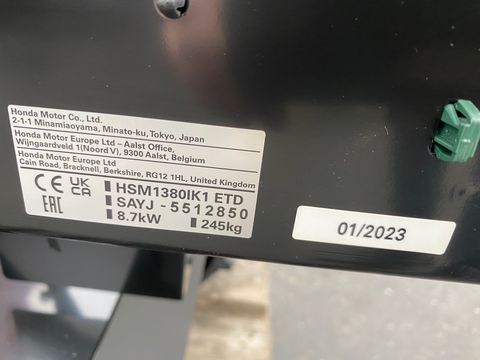 Honda Motor Co., Ltd.
2-1-1 Minamiaoyama, Minato-ku, Tokyo, Japan
Honda Motor Europe Ltd - Aalst Office,
Wijngaardveld 1(Noord V), 9300 Aalst, Belgium
Honda Motor Europe Ltd
Cain Road, Bracknell, Berkshire, RG12 1HL, United Kingdom
CE UK CA EAC
HSM1380IK1 ETD
SAYJ - 5512850
8.7kW 245kg
01/2023